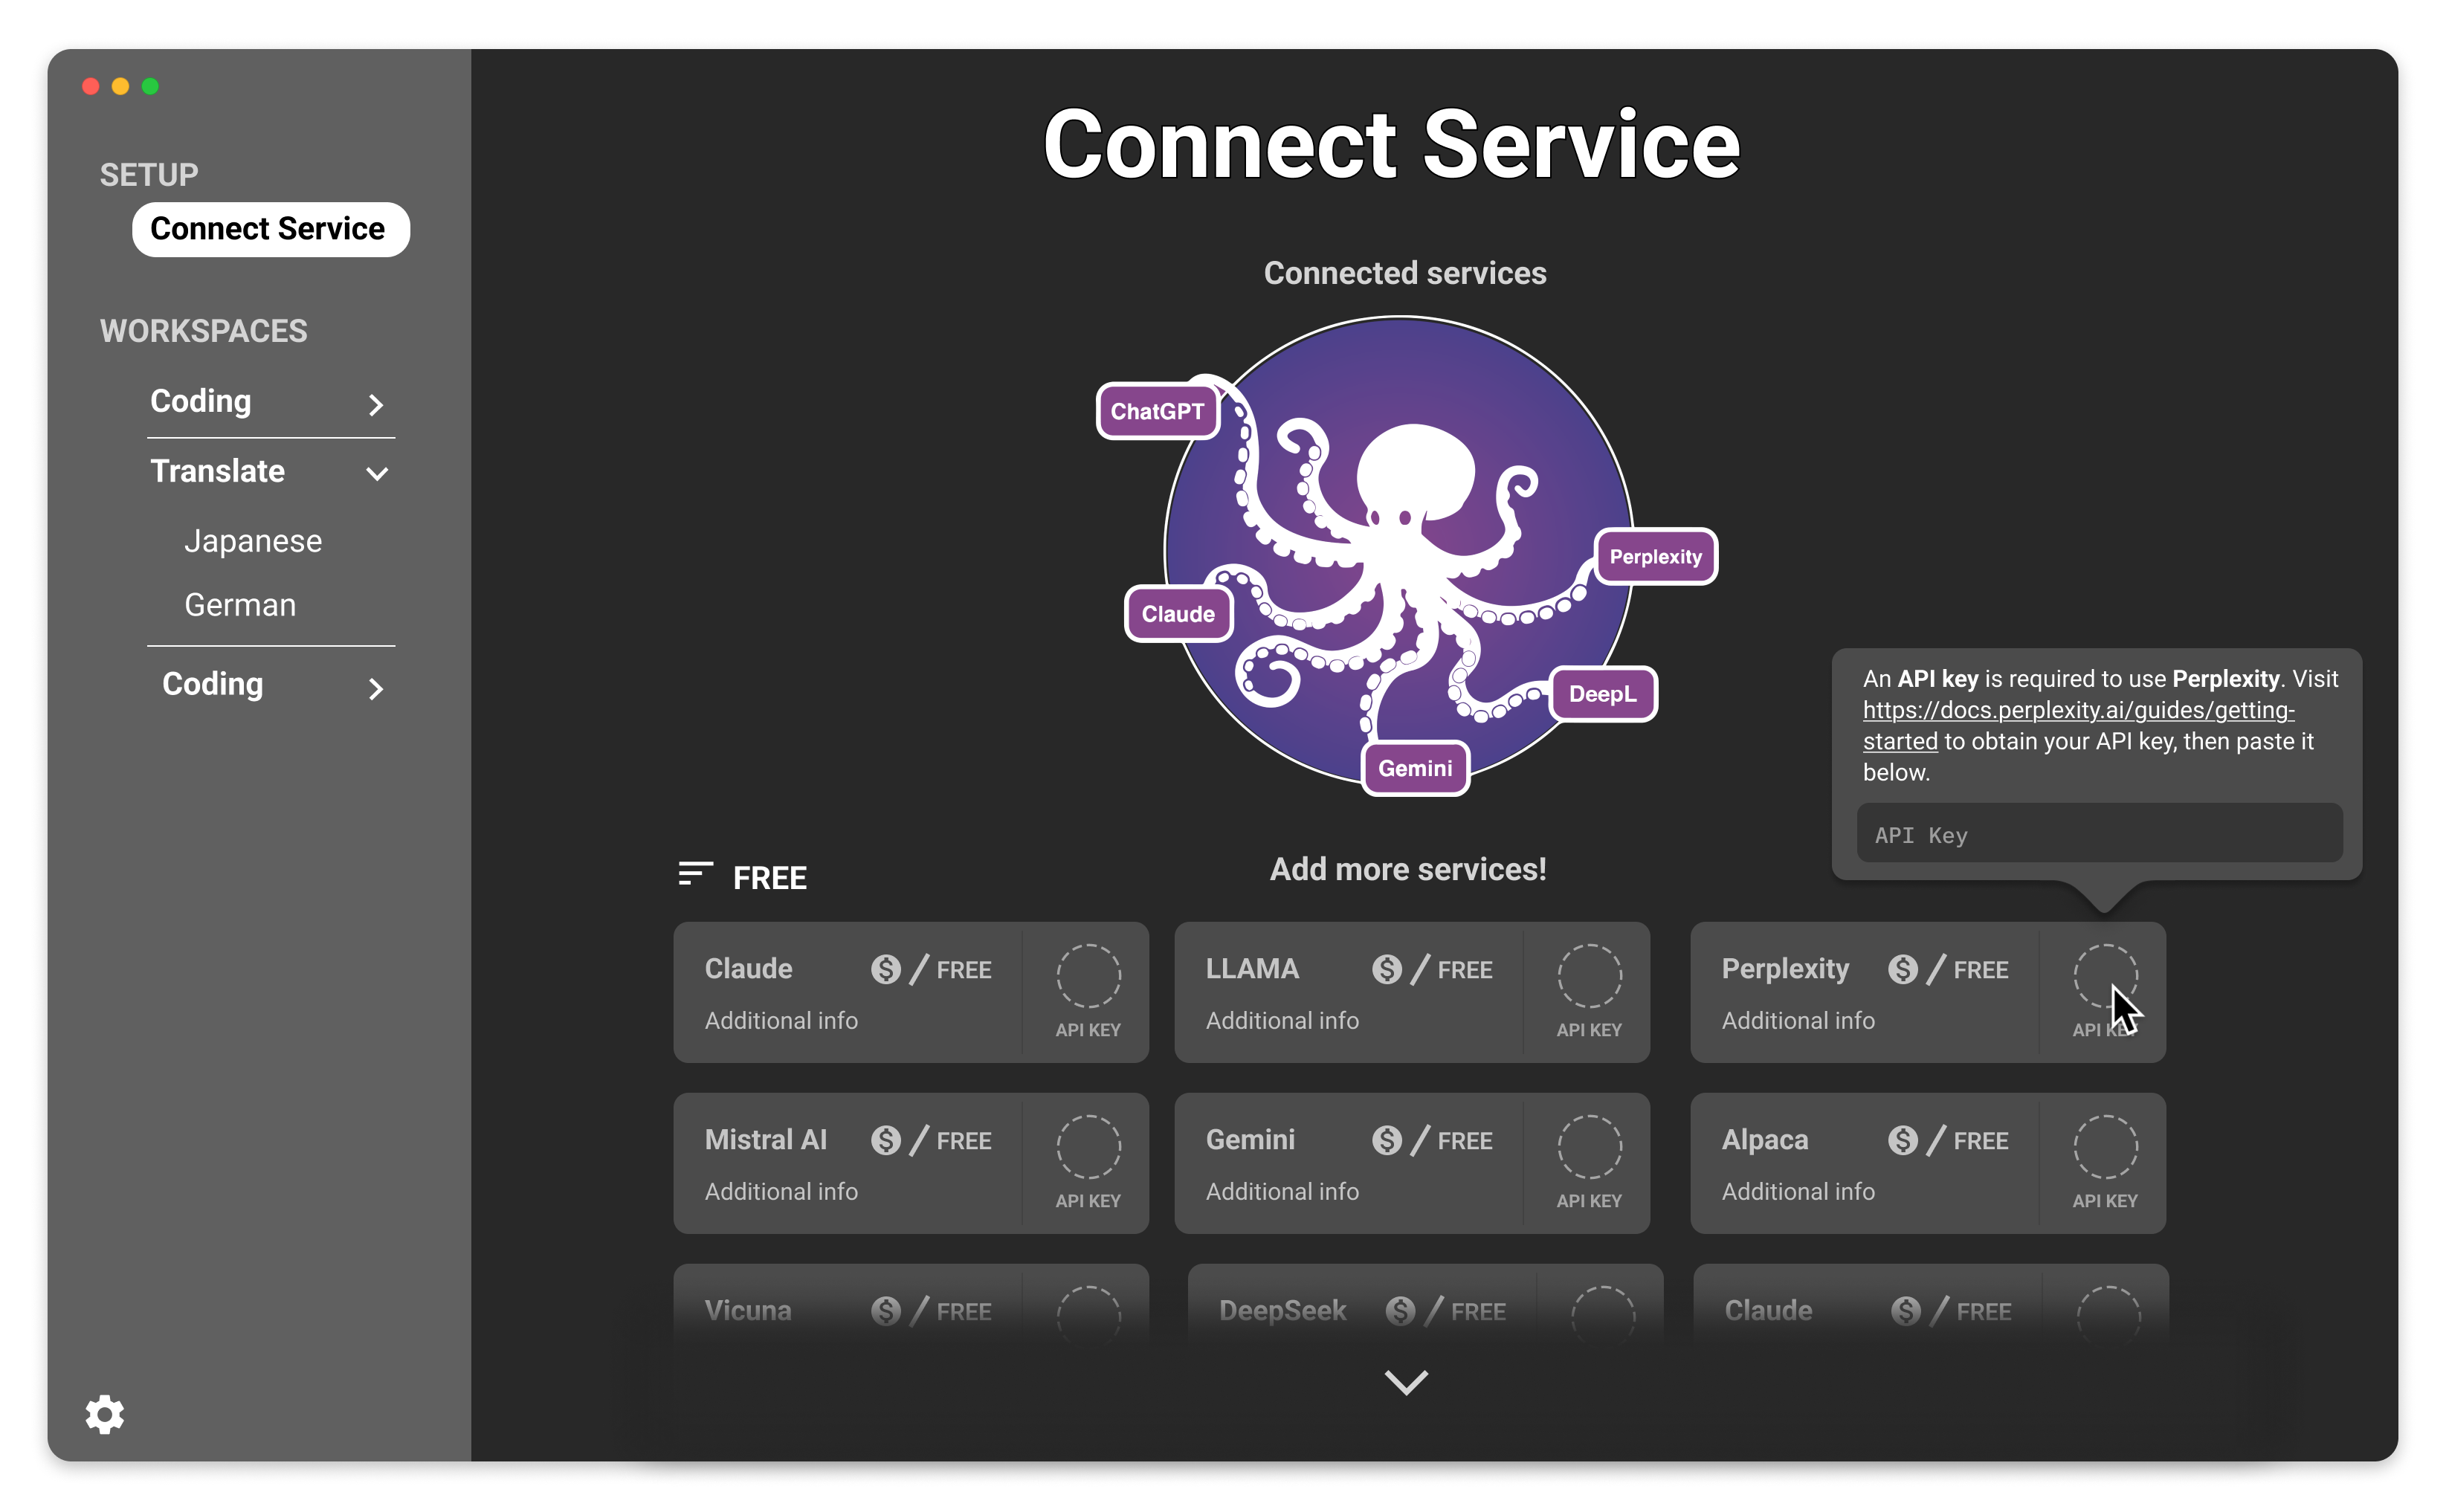 SETUP
Connect Service
WORKSPACES
Coding
Translate
Japanese
German
Coding
Connect Service
Connected services
ChatGPT
Perplexity
Claude
DeepL
Gemini
An API key is required to use Perplexity. Visit
https://docs.perplexity.ai/guides/getting-
started to obtain your API key, then paste it
below.
API Key
FREE
Add more services!
Claude $ / FREE
Additional info
API KEY
LLAMA $ / FREE
Additional info
API KEY
Perplexity $ / FREE
Additional info
API KEY
Mistral AI $ / FREE
Additional info
API KEY
Gemini $ / FREE
Additional info
API KEY
Alpaca $ / FREE
Additional info
API KEY
Vicuna $ / FREE
DeepSeek $ / FREE
Claude $ / FREE